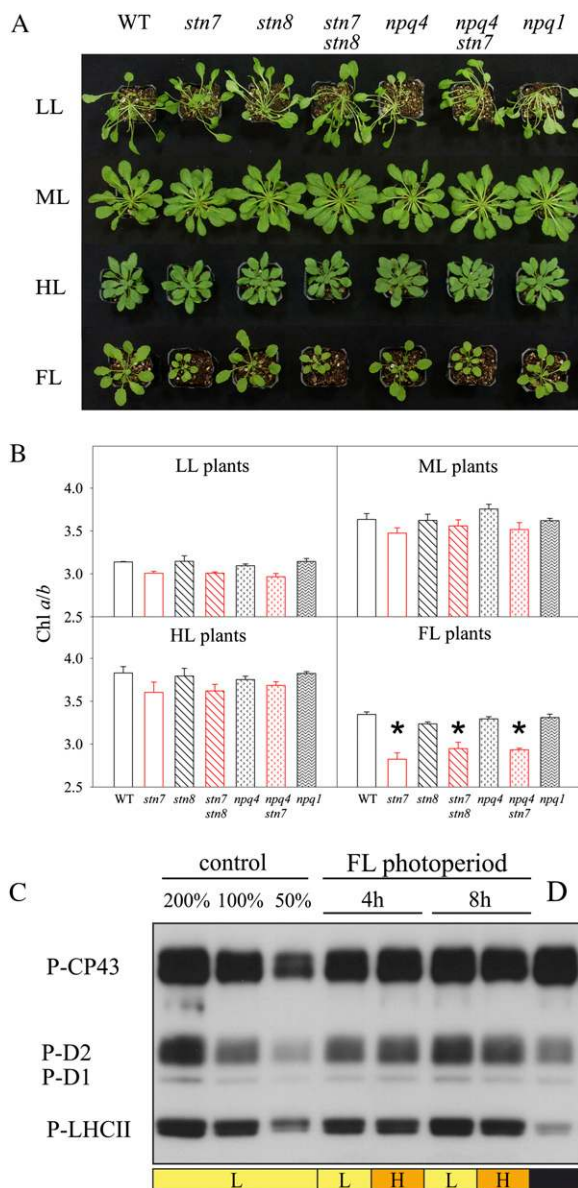 A
WT stn7 stn8 stn7 stn8 npq4 npq4 stn7 npq1
LL
ML
HL
FL
B
LL plants ML plants
4.0
3.5
3.0
2.5
Chl a/b
HL plants FL plants
4.0
3.5
3.0
2.5
* * *
WT stn7 stn8 stn7 stn8 npq4 npq4 stn7 npq1 WT stn7 stn8 stn7 stn8 npq4 npq4 stn7 npq1
control FL photoperiod
C 200% 100% 50% 4h 8h D
P-CP43
P-D2
P-D1
P-LHCII
L L H L H